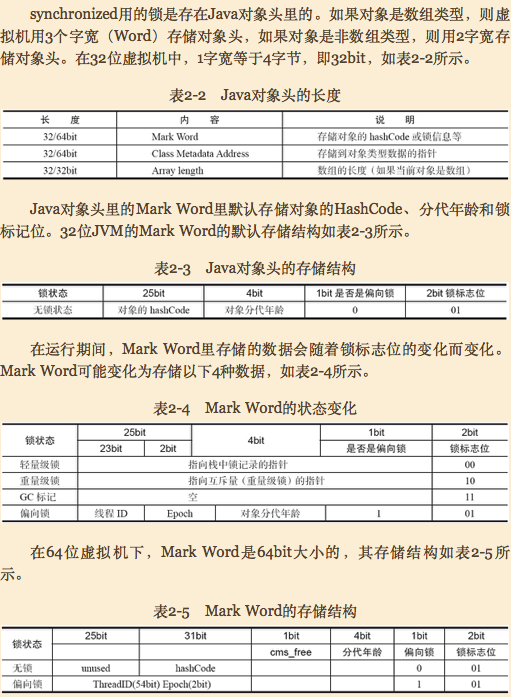 synchronized用的锁是存在Java对象头里的。如果对象是数组类型，则虚
拟机用3个字宽（Word）存储对象头，如果对象是非数组类型，则用2字宽存
储对象头。在32位虚拟机中，1字宽等于4字节，即32bit，如表2-2所示。
表2-2 Java对象头的长度
长 度 内 容 说 明
32/64bit Mark Word 存储对象的 hashCode 或锁信息等
32/64bit Class Metadata Address 存储到对象类型数据的指针
32/32bit Array length 数组的长度（如果当前对象是数组）
Java对象头里的Mark Word里默认存储对象的HashCode、分代年龄和锁
标记位。32位JVM的Mark Word的默认存储结构如表2-3所示。
表2-3 Java对象头的存储结构
锁状态 25bit 4bit 1bit 是否是偏向锁 2bit 锁标志位
无锁状态 对象的 hashCode 对象分代年龄 0 01
在运行期间，Mark Word里存储的数据会随着锁标志位的变化而变化。
Mark Word可能变化为存储以下4种数据，如表2-4所示。
表2-4 Mark Word的状态变化
锁状态 25bit 4bit 1bit 2bit
23bit 2bit 是否是偏向锁 锁标志位
轻量级锁 指向栈中锁记录的指针 00
重量级锁 指向互斥量（重量级锁）的指针 10
GC 标记 空 11
偏向锁 线程 ID Epoch 对象分代年龄 1 01
在64位虚拟机下，Mark Word是64bit大小的，其存储结构如表2-5所
示。
表2-5 Mark Word的存储结构
锁状态 25bit 31bit 1bit 4bit 1bit 2bit
cms_free 分代年龄 偏向锁 锁标志位
无锁 unused hashCode 0 01
偏向锁 ThreadID(54bit) Epoch(2bit) 1 01